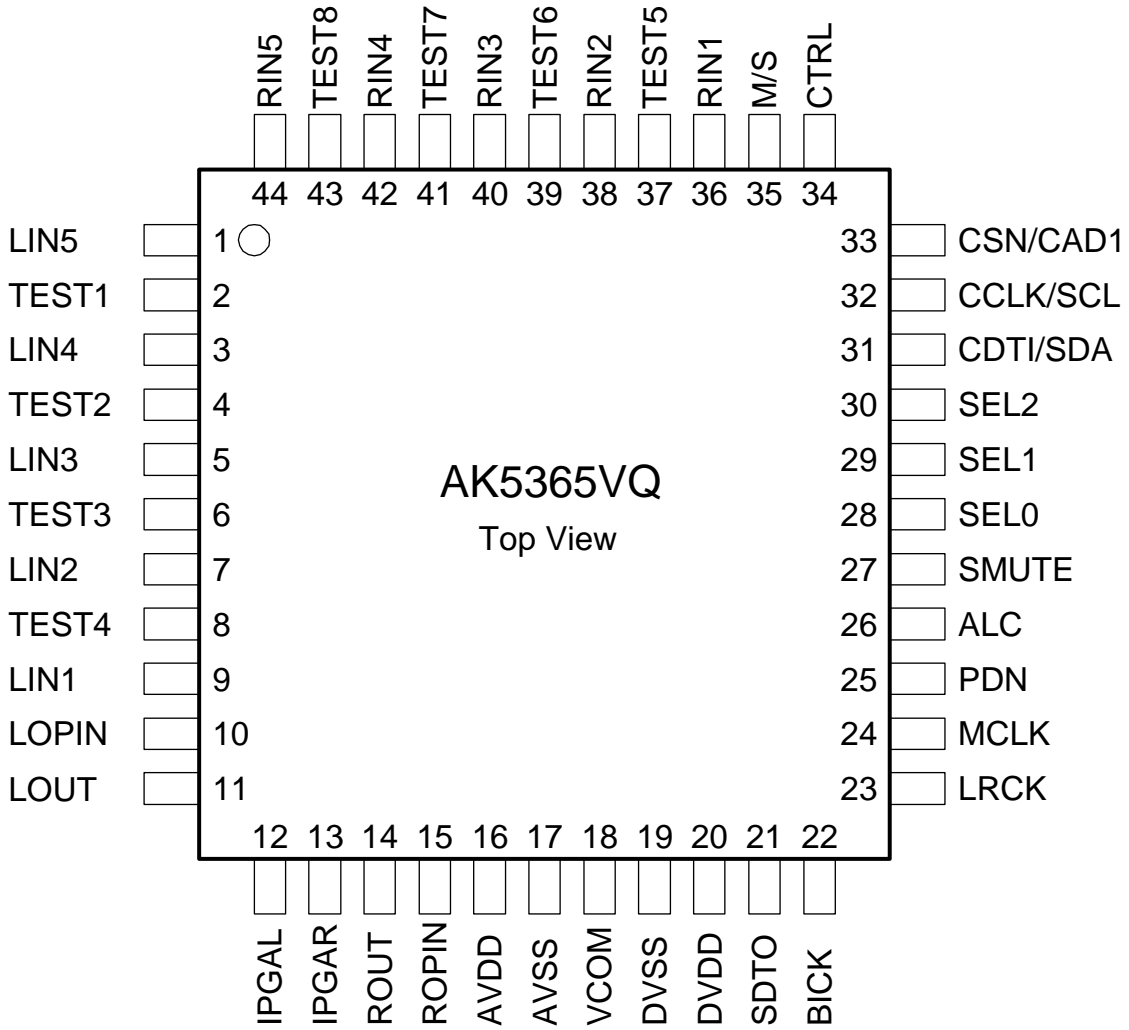 RIN5 TEST8 RIN4 TEST7 RIN3 TEST6 RIN2 TEST5 RIN1 M/S CTRL
44 43 42 41 40 39 38 37 36 35 34
LIN5 1 33 CSN/CAD1
TEST1 2 32 CCLK/SCL
LIN4 3 31 CDTI/SDA
TEST2 4 30 SEL2
LIN3 5 29 SEL1
AK5365VQ
TEST3 6 28 SEL0
Top View
LIN2 7 27 SMUTE
TEST4 8 26 ALC
LIN1 9 25 PDN
LOPIN 10 24 MCLK
LOUT 11 23 LRCK
12 13 14 15 16 17 18 19 20 21 22
IPGAL IPGAR ROUT ROPIN AVDD AVSS VCOM DVSS DVDD SDTO BICK